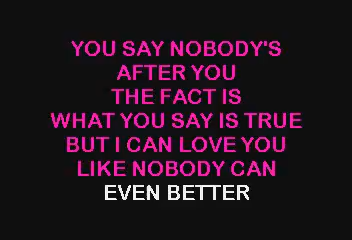 YOU SAY NOBODY'S
AFTER YOU
THE FACT IS
WHAT YOU SAY IS TRUE
BUT I CAN LOVE YOU
LIKE NOBODY CAN
EVEN BETTER